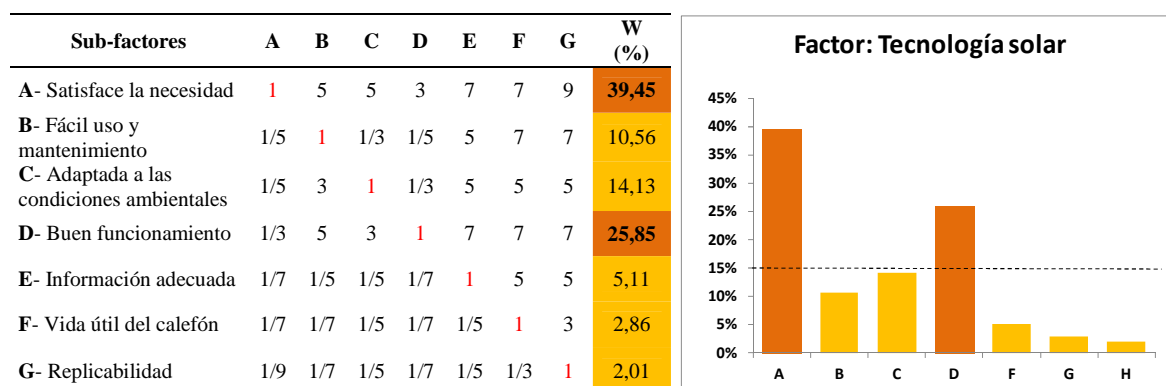 Sub-factores A B C D E F G W (%)
A- Satisface la necesidad 1 5 5 3 7 7 9 39,45
B- Fácil uso y mantenimiento 1/5 1 1/3 1/5 5 7 7 10,56
C- Adaptada a las condiciones ambientales 1/5 3 1 1/3 5 5 5 14,13
D- Buen funcionamiento 1/3 5 3 1 7 7 7 25,85
E- Información adecuada 1/7 1/5 1/5 1/7 1 5 5 5,11
F- Vida útil del calefón 1/7 1/7 1/5 1/7 1/5 1 3 2,86
G- Replicabilidad 1/9 1/7 1/5 1/7 1/5 1/3 1 2,01
Factor: Tecnología solar
45%
40%
35%
30%
25%
20%
15%
10%
5%
0%
A B C D F G H